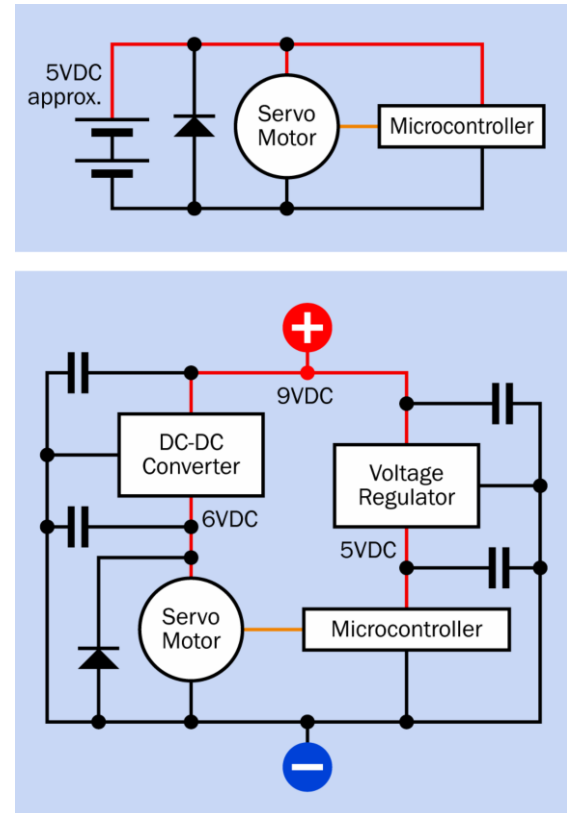 5VDC
approx.
Servo
Motor
Microcontroller
9VDC
DC-DC
Converter
Voltage
Regulator
6VDC
5VDC
Servo
Motor
Microcontroller